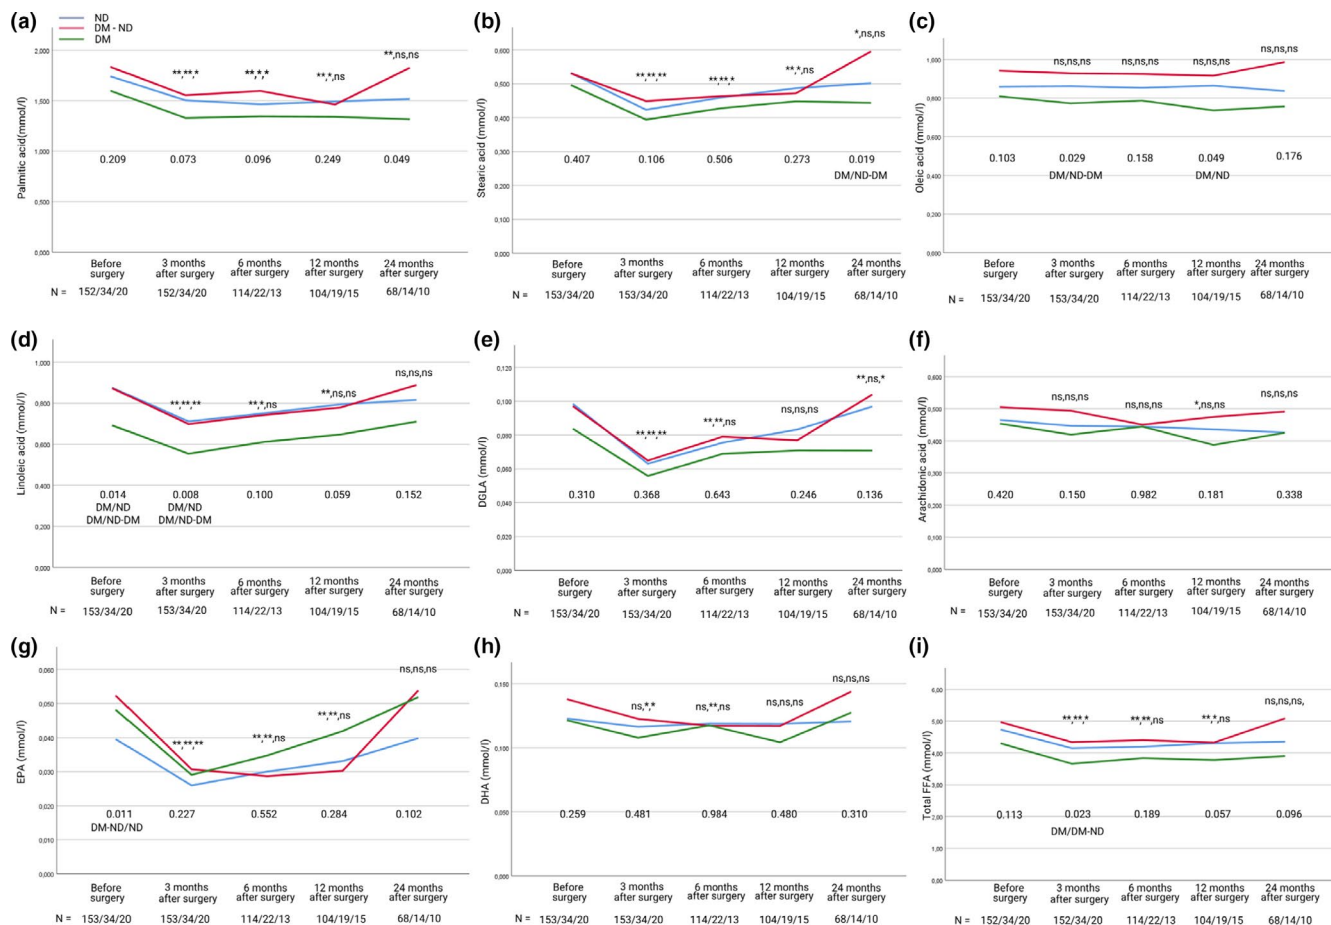 (a)
ND
DM - ND
DM
Palmitic acid(mmol/l)
2,000
1,500
1,000
0,500
0,000
**,**,*
**,*,*
**,*,ns
**,ns,ns
0.209 0.073 0.096 0.249 0.049
Before surgery
3 months after surgery
6 months after surgery
12 months after surgery
24 months after surgery
N = 152/34/20 152/34/20 114/22/13 104/19/15 68/14/10
(b)
Stearic acid (mmol/l)
0,600
0,500
0,400
0,300
0,200
0,100
0,000
**,**,**
**,**,*
**,*,ns
*,ns,ns
0.407 0.106 0.506 0.273 0.019
DM/ND-DM
Before surgery
3 months after surgery
6 months after surgery
12 months after surgery
24 months after surgery
N = 153/34/20 153/34/20 114/22/13 104/19/15 68/14/10
(c)
Oleic acid (mmol/l)
1,000
0,800
0,600
0,400
0,200
0,000
ns,ns,ns
ns,ns,ns
ns,ns,ns
ns,ns,ns
0.103 0.029 0.158 0.049 0.176
DM/ND-DM DM/ND
Before surgery
3 months after surgery
6 months after surgery
12 months after surgery
24 months after surgery
N = 153/34/20 153/34/20 114/22/13 104/19/15 68/14/10
(d)
Linoleic acid (mmol/l)
1,000
0,800
0,600
0,400
0,200
0,000
**,**,**
**,*,ns
**,ns,ns
ns,ns,ns
0.014 0.008 0.100 0.059 0.152
DM/ND DM/ND
DM/ND-DM DM/ND-DM
Before surgery
3 months after surgery
6 months after surgery
12 months after surgery
24 months after surgery
N = 153/34/20 153/34/20 114/22/13 104/19/15 68/14/10
(e)
DGLA (mmol/l)
0,120
0,100
0,080
0,060
0,040
0,020
0,000
**,**,**
**,**,ns
ns,ns,ns
**,ns,*
0.310 0.368 0.643 0.246 0.136
Before surgery
3 months after surgery
6 months after surgery
12 months after surgery
24 months after surgery
N = 153/34/20 153/34/20 114/22/13 104/19/15 68/14/10
(f)
Arachidonic acid (mmol/l)
0,600
0,500
0,400
0,300
0,200
0,100
0,000
ns,ns,ns
ns,ns,ns
*,ns,ns
ns,ns,ns
0.420 0.150 0.982 0.181 0.338
Before surgery
3 months after surgery
6 months after surgery
12 months after surgery
24 months after surgery
N = 153/34/20 153/34/20 114/22/13 104/19/15 68/14/10
(g)
EPA (mmol/l)
0,060
0,050
0,040
0,030
0,020
0,010
0,000
**,**,**
**,**,ns
**,**,ns
ns,ns,ns
0.011 0.227 0.552 0.284 0.102
DM-ND/ND
Before surgery
3 months after surgery
6 months after surgery
12 months after surgery
24 months after surgery
N = 153/34/20 153/34/20 114/22/13 104/19/15 68/14/10
(h)
DHA (mmol/l)
0,150
0,100
0,050
0,000
ns,*,*
ns,**,ns
ns,ns,ns
ns,ns,ns
0.259 0.481 0.984 0.480 0.310
Before surgery
3 months after surgery
6 months after surgery
12 months after surgery
24 months after surgery
N = 153/34/20 153/34/20 114/22/13 104/19/15 68/14/10
(i)
Total FFA (mmol/l)
6,00
5,00
4,00
3,00
2,00
1,00
0,00
**,**,*
**,**,ns
**,*,ns
ns,ns,ns,
0.113 0.023 0.189 0.057 0.096
DM/DM-ND
Before surgery
3 months after surgery
6 months after surgery
12 months after surgery
24 months after surgery
N = 152/34/20 152/34/20 114/22/13 104/19/15 68/14/10